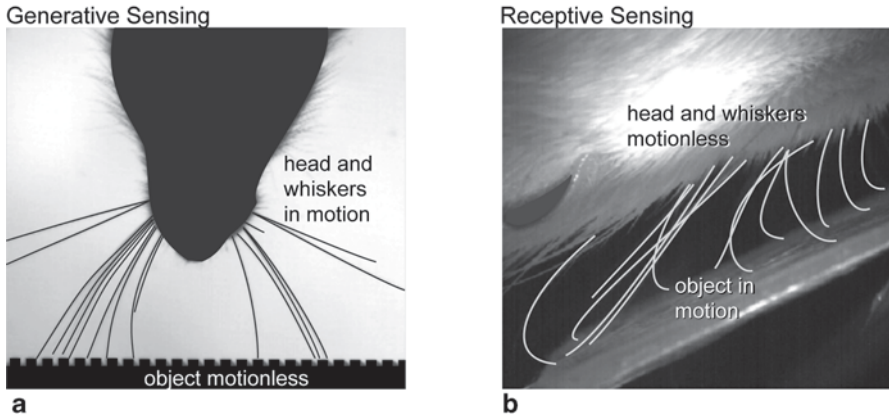 Generative Sensing
head and
whiskers
in motion
object motionless
a
Receptive Sensing
head and whiskers
motionless
object in
motion
b